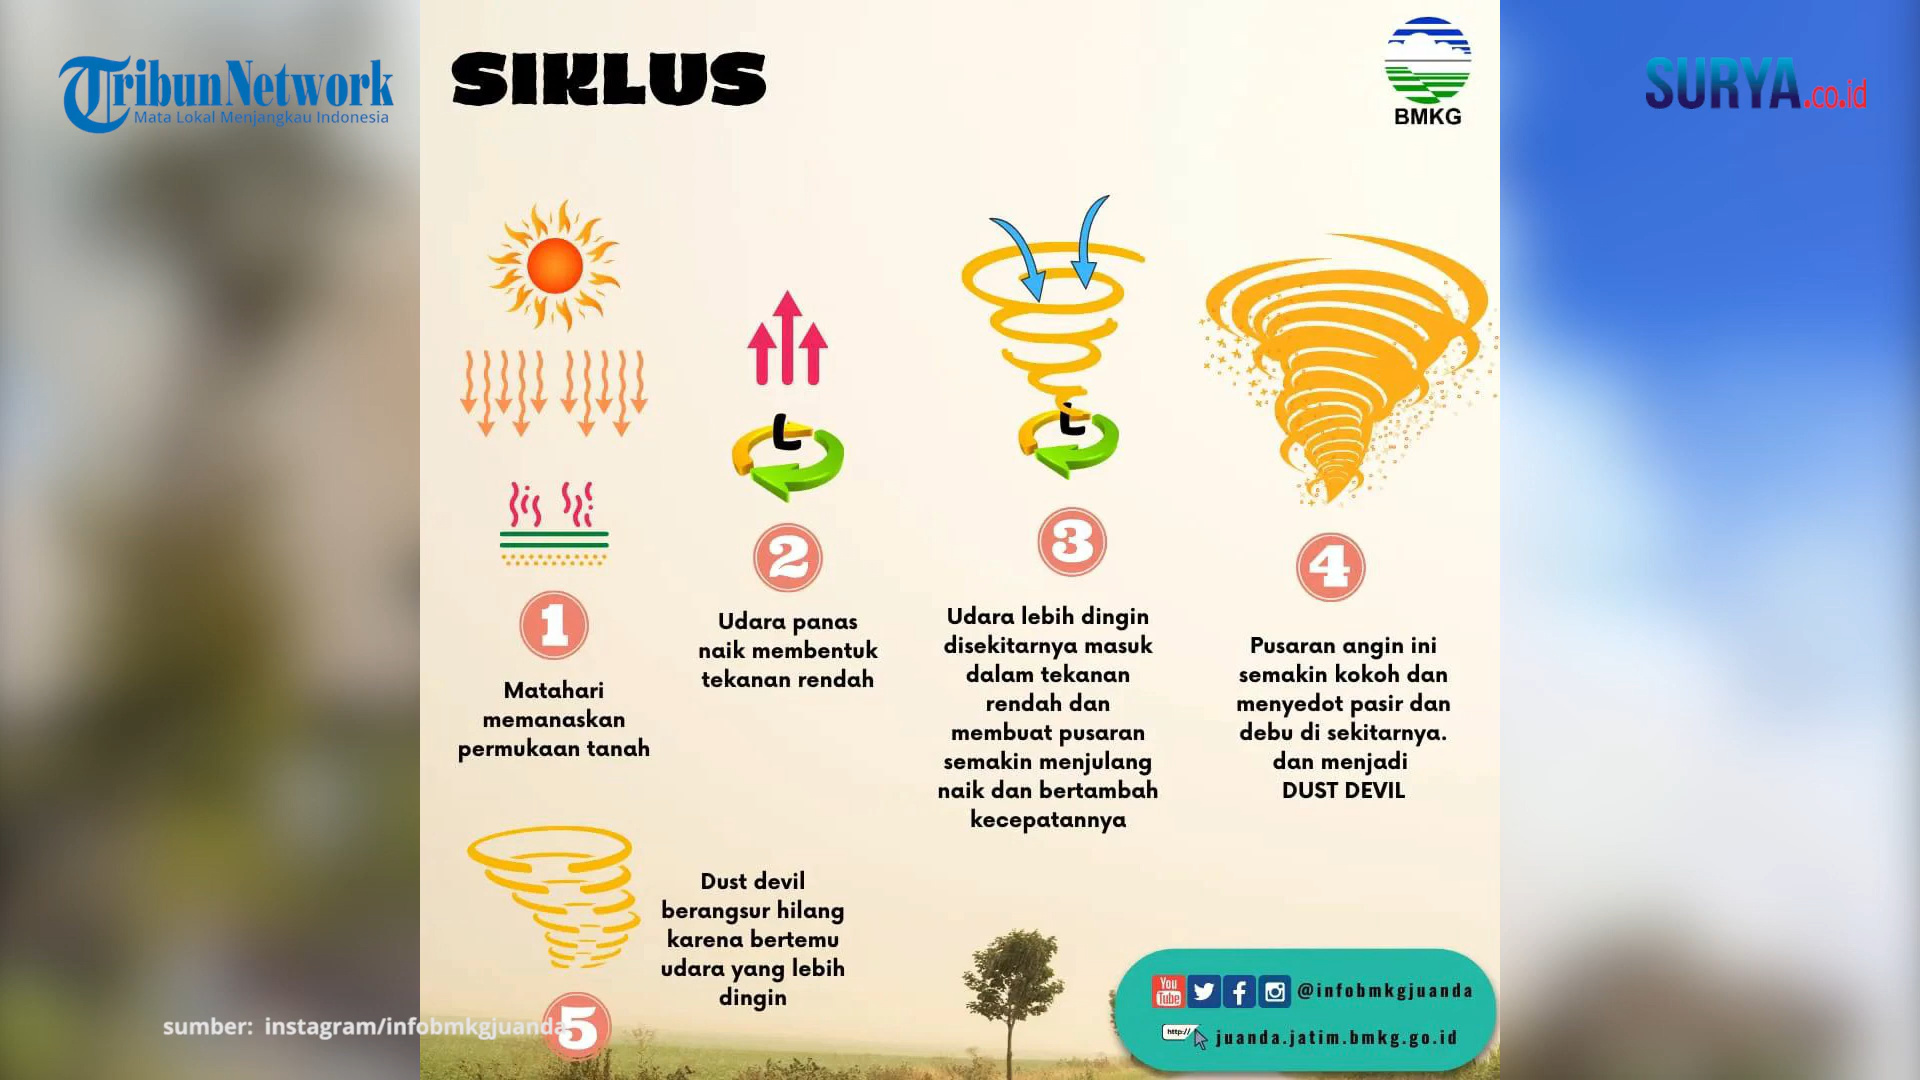 TribunNetwork
Mata Lokal Menjangkau Indonesia
SIKLUS
BMKG
SURYA.co.id
L
L
1
Matahari
memanaskan
permukaan tanah
2
Udara panas
naik membentuk
tekanan rendah
3
Udara lebih dingin
disekitarnya masuk
dalam tekanan
rendah dan
membuat pusaran
semakin menjulang
naik dan bertambah
kecepatannya
4
Pusaran angin ini
semakin kokoh dan
menyedot pasir dan
debu di sekitarnya.
dan menjadi
DUST DEVIL
5
Dust devil
berangsur hilang
karena bertemu
udara yang lebih
dingin
You
Tube
@infobmkgjuanda
http://
juanda.jatim.bmkg.go.id
sumber: instagram/infobmkgjuanda